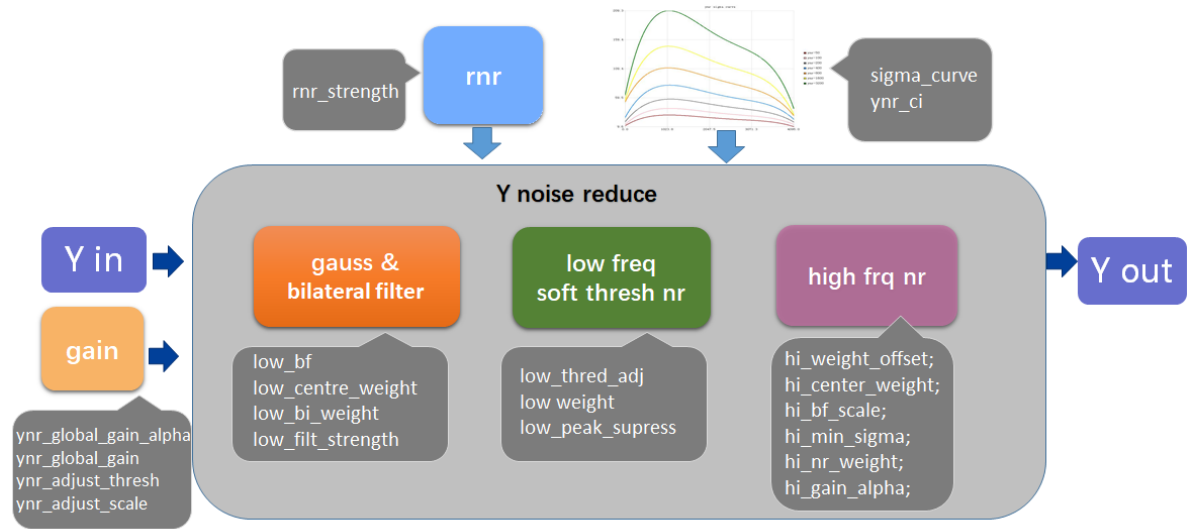 rnr_strength
rnr
sigma_curve
ynr_ci
Y noise reduce
Y in
gain
ynr_global_gain_alpha
ynr_global_gain
ynr_adjust_thresh
ynr_adjust_scale
gauss &
bilateral filter
low_bf
low_centre_weight
low_bi_weight
low_filt_strength
low freq
soft thresh nr
low_thred_adj
low weight
low_peak_supress
high frq nr
hi_weight_offset;
hi_center_weight;
hi_bf_scale;
hi_min_sigma;
hi_nr_weight;
hi_gain_alpha;
Y out